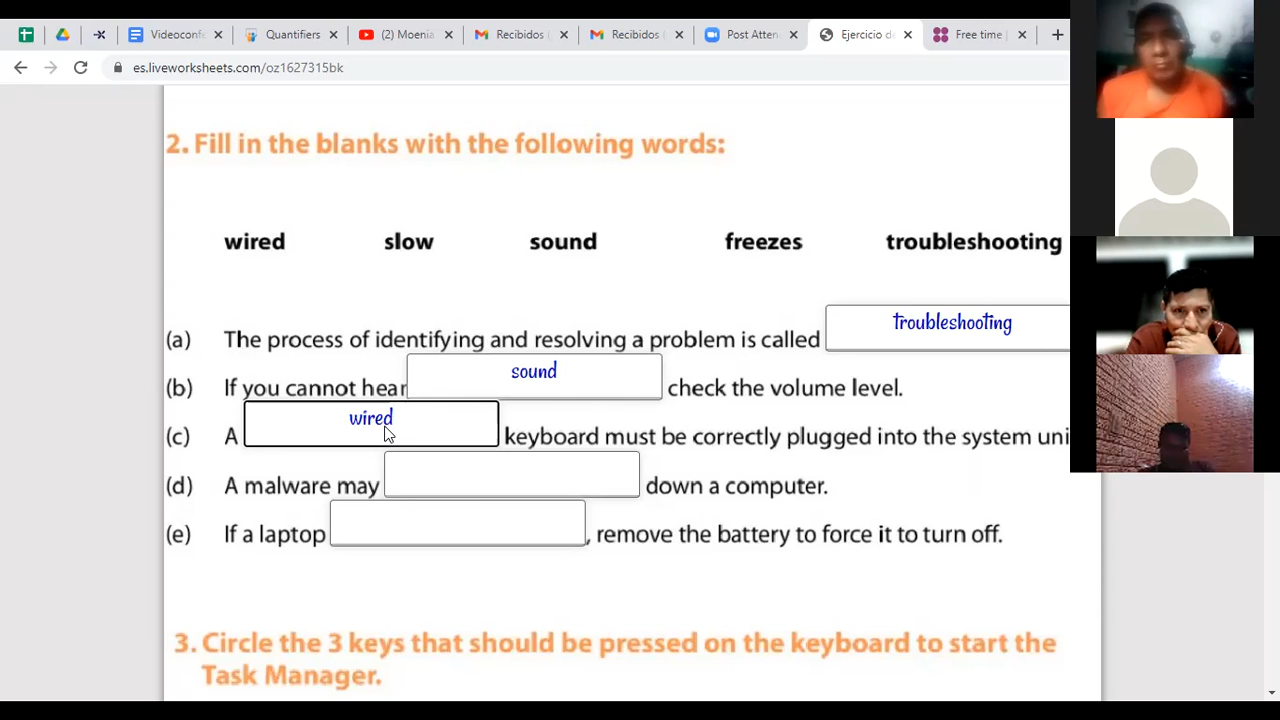 Videoconf
Quantifiers
(2) Moenia
Recibidos (
Recibidos (
Post Atten
Ejercicio d
Free time |
es.liveworksheets.com/oz1627315bk
2. Fill in the blanks with the following words:
wired slow sound freezes troubleshooting
(a) The process of identifying and resolving a problem is called troubleshooting
(b) If you cannot hear sound check the volume level.
(c) A wired keyboard must be correctly plugged into the system uni
(d) A malware may down a computer.
(e) If a laptop , remove the battery to force it to turn off.
3. Circle the 3 keys that should be pressed on the keyboard to start the
Task Manager.